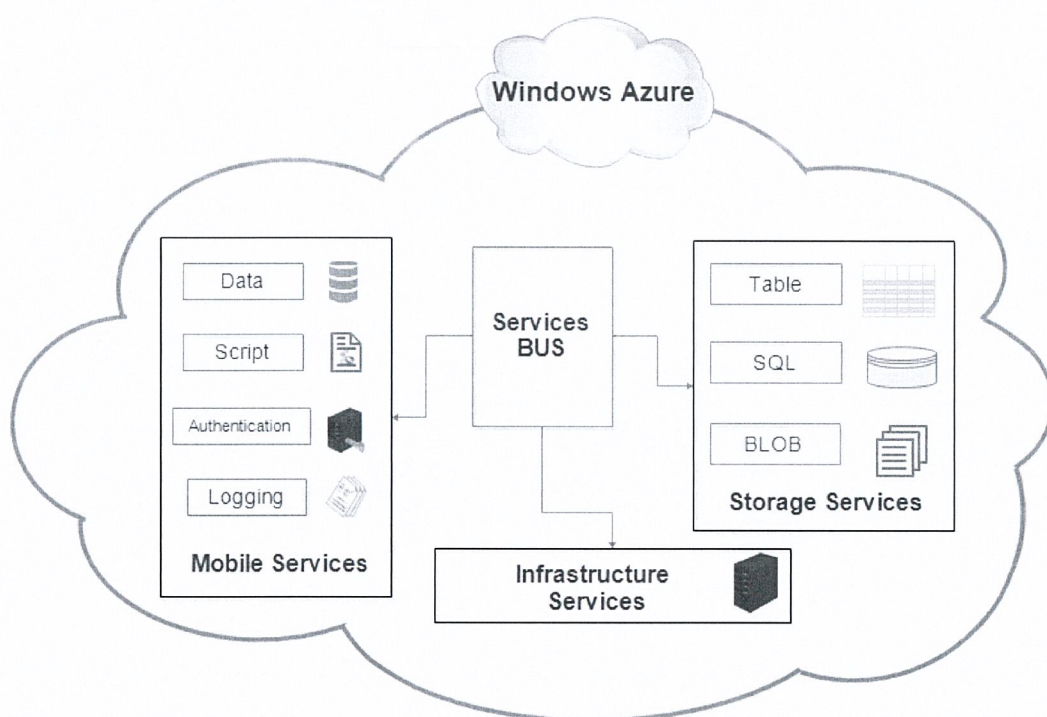 Windows Azure
Data
Script
Authentication
Logging
Mobile Services
Services
BUS
Table
SQL
BLOB
Storage Services
Infrastructure
Services